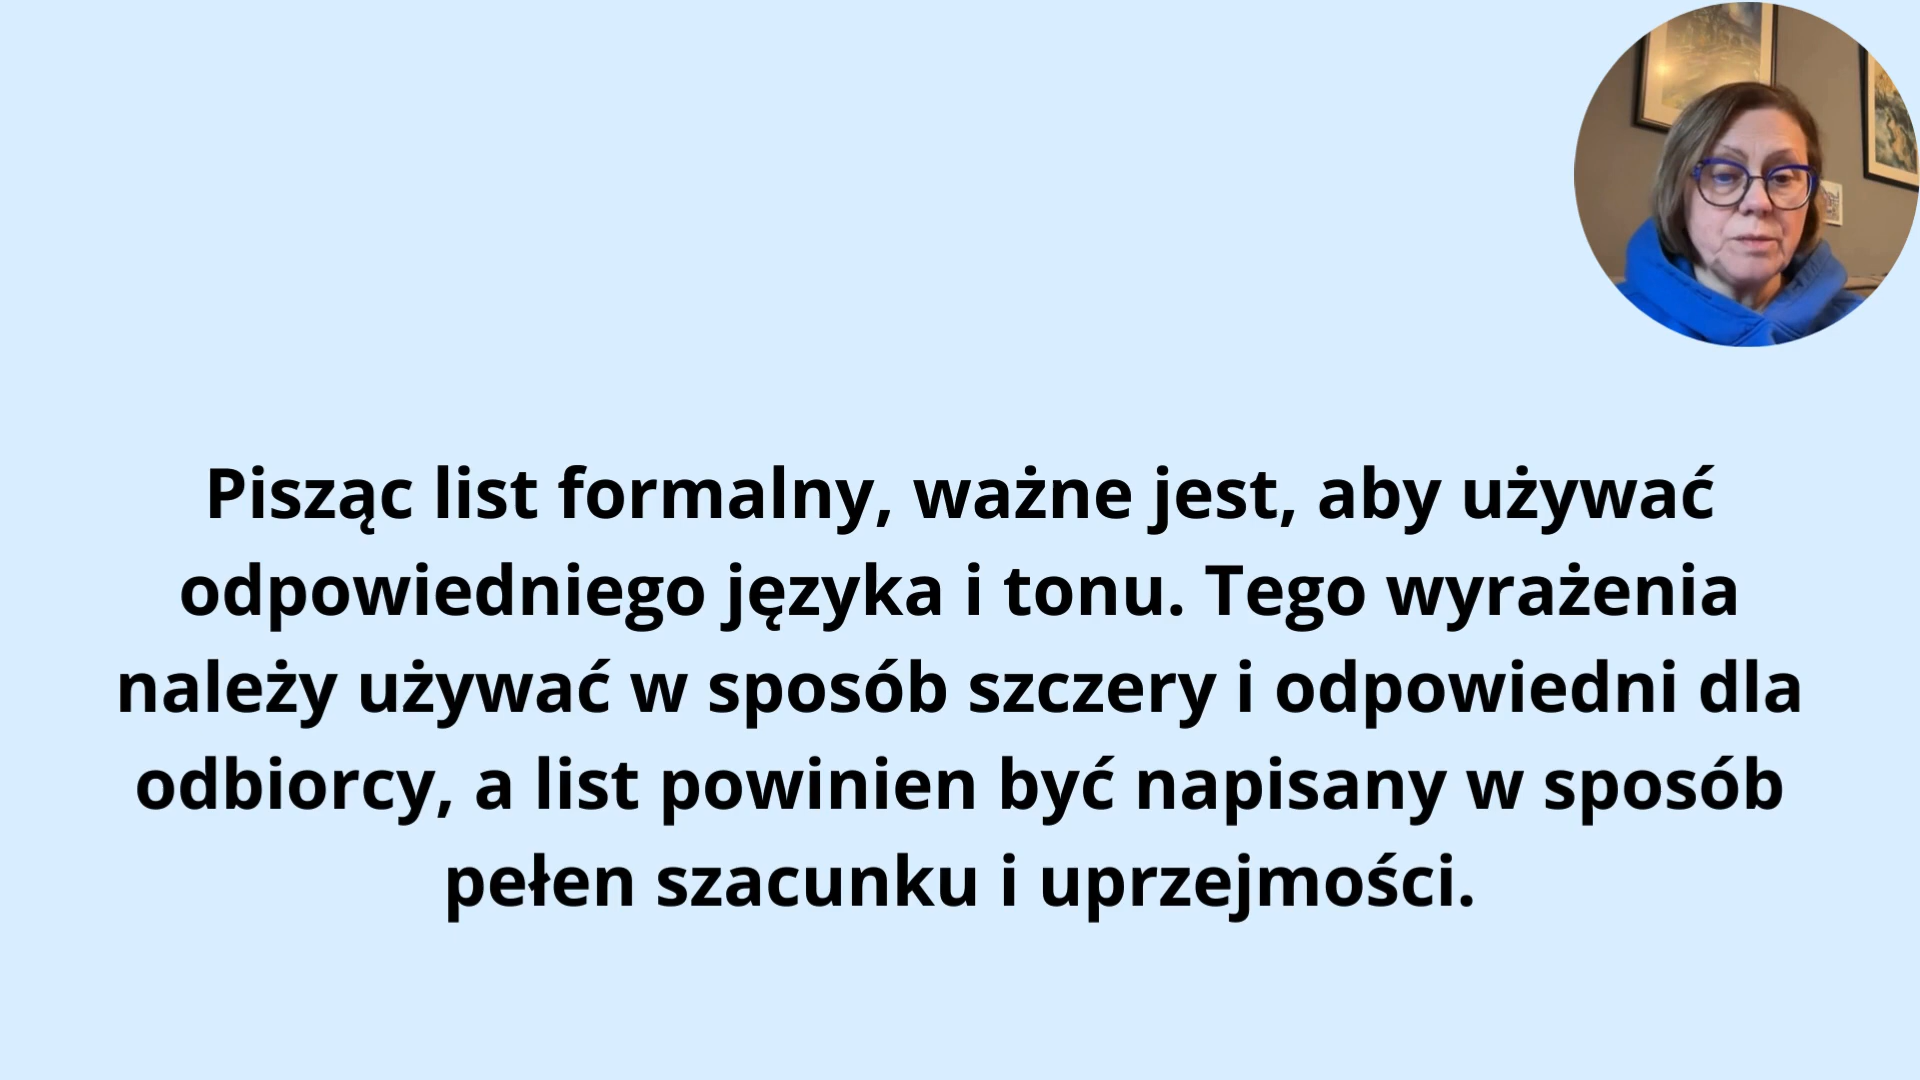 Pisząc list formalny, ważne jest, aby używać
odpowiedniego języka i tonu. Tego wyrażenia
należy używać w sposób szczery i odpowiedni dla
odbiorcy, a list powinien być napisany w sposób
pełen szacunku i uprzejmości.